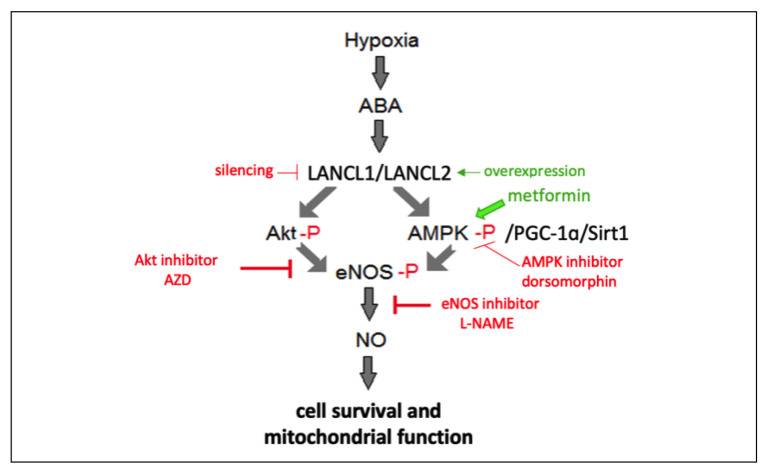 Hypoxia
ABA
silencing LANCL1/LANCL2 overexpression
metformin
Akt -P AMPK -P /PGC-1α/Sirt1
Akt inhibitor
AZD
eNOS -P
AMPK inhibitor
dorsomorphin
eNOS inhibitor
L-NAME
NO
cell survival and
mitochondrial function